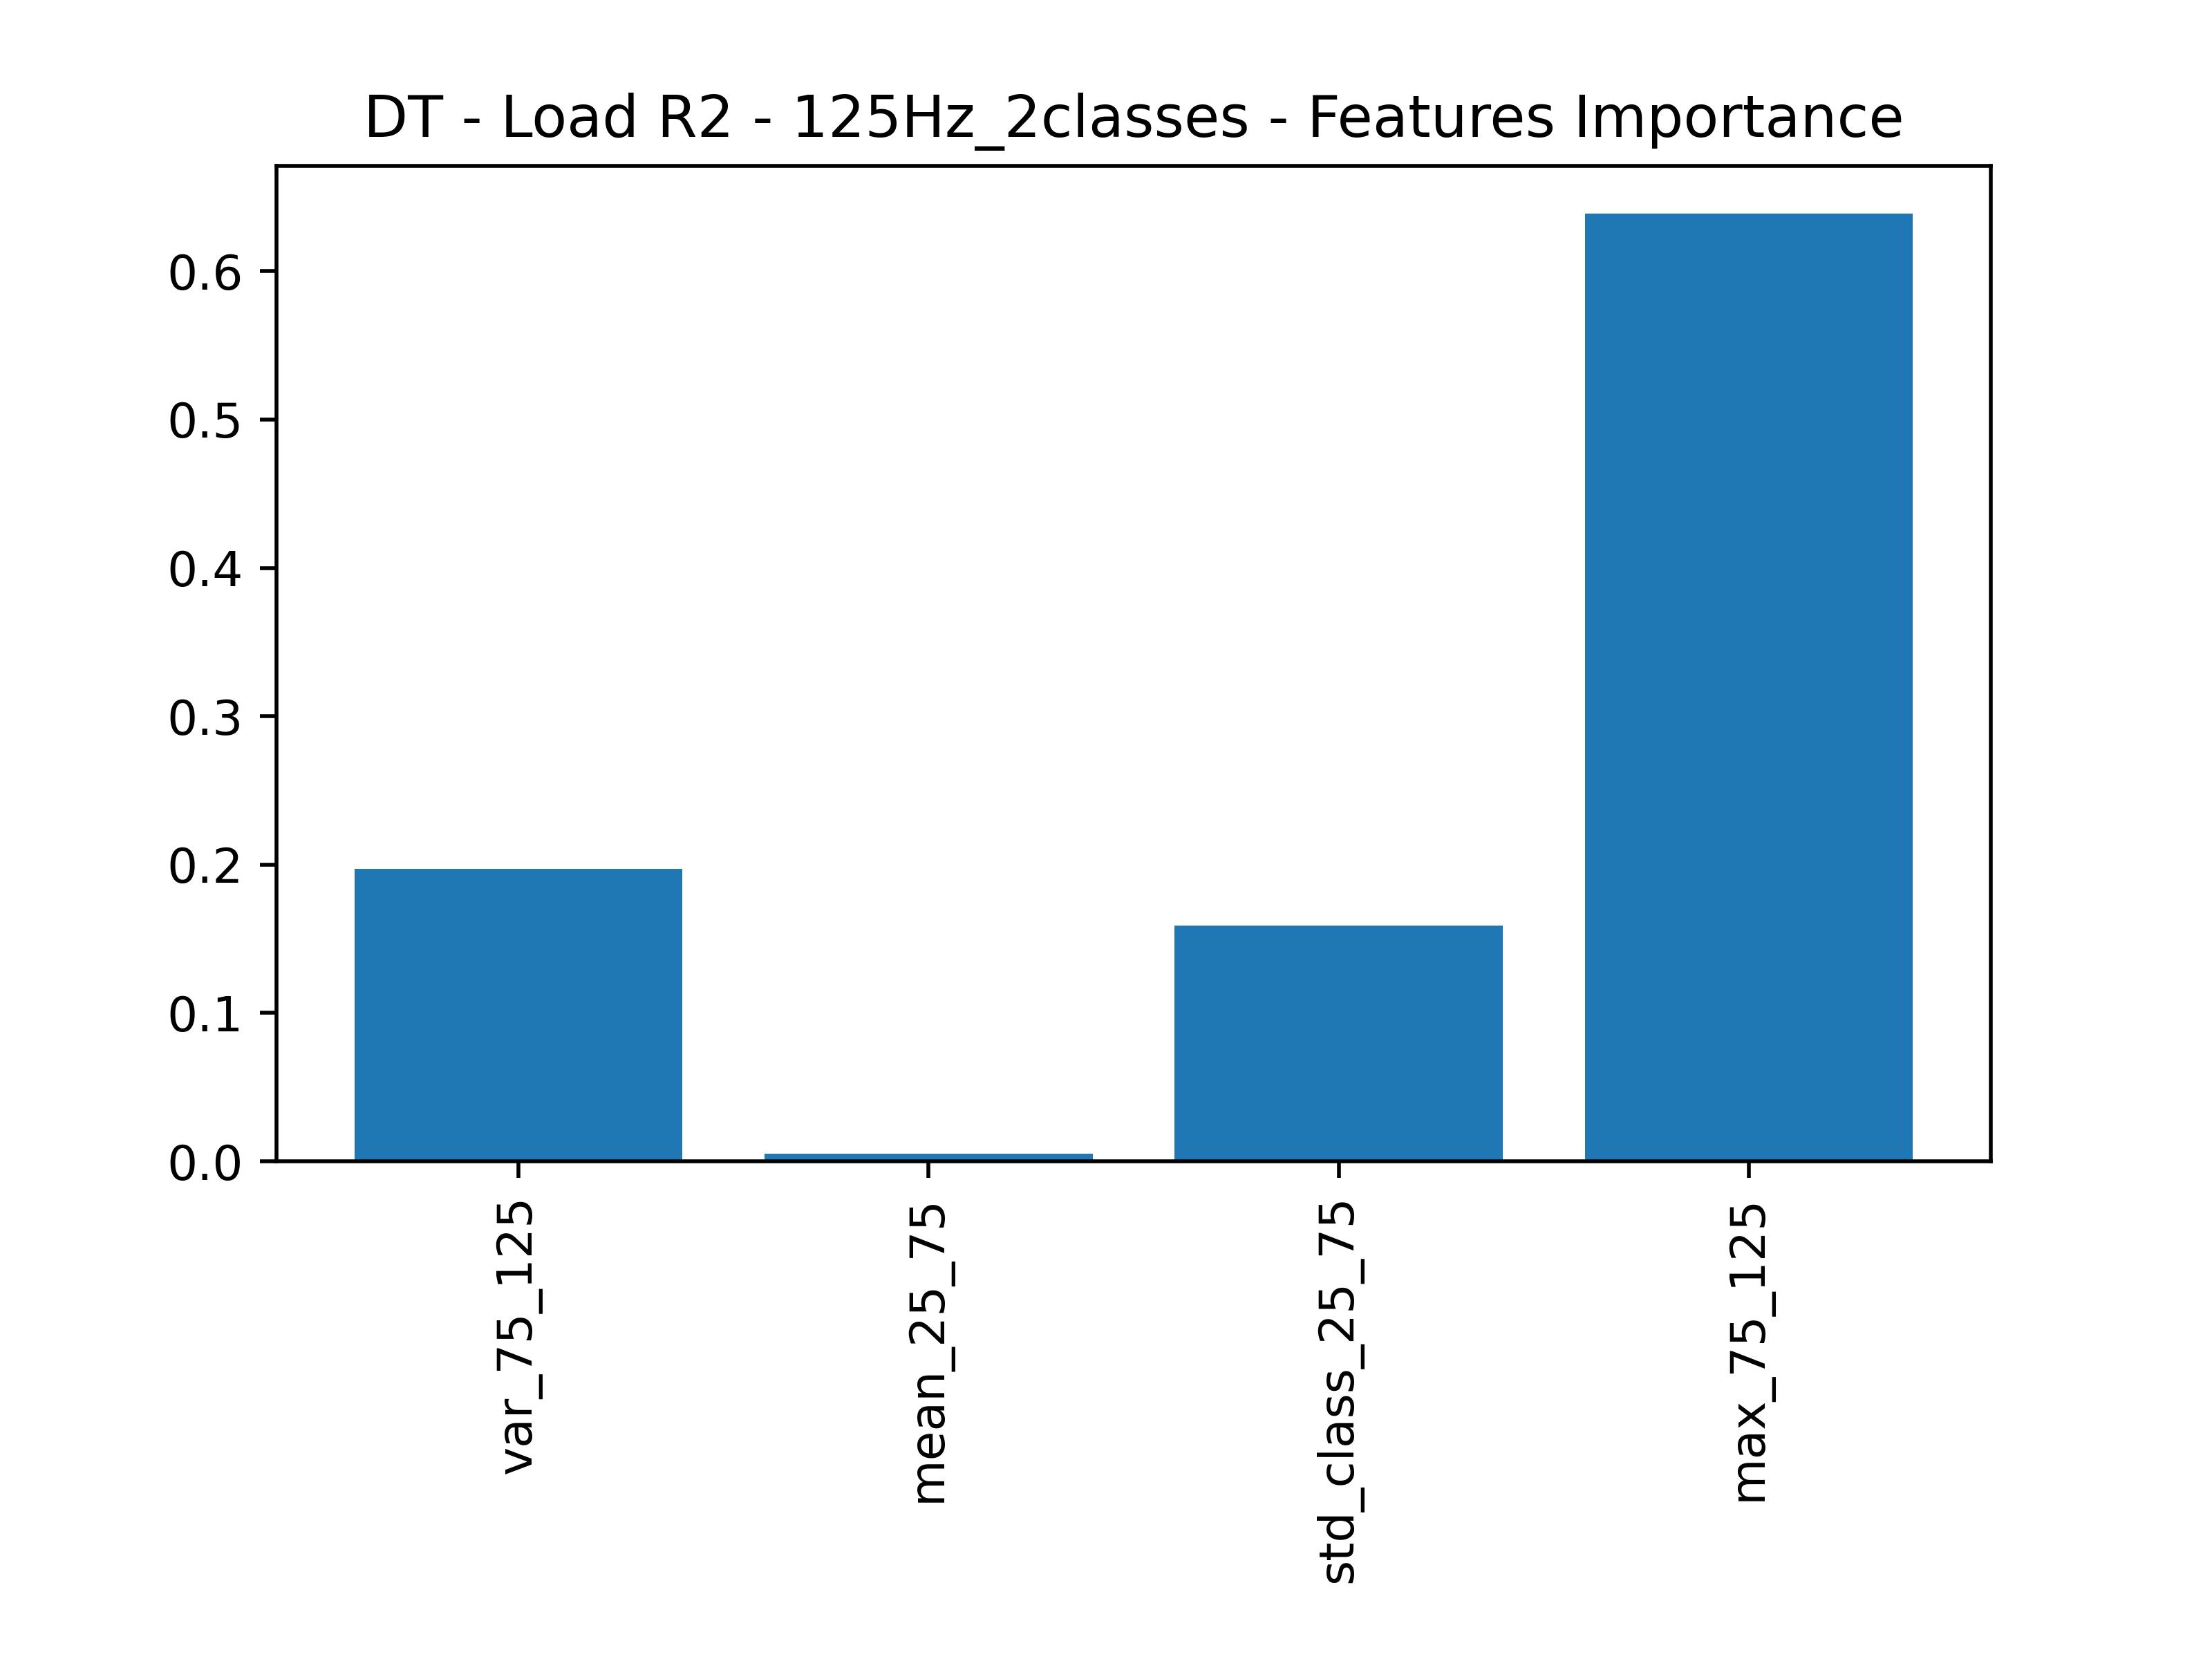 DT - Load R2 - 125Hz_2classes - Features Importance
0.6
0.5
0.4
0.3
0.2
0.1
0.0
var_75_125
mean_25_75
std_class_25_75
max_75_125